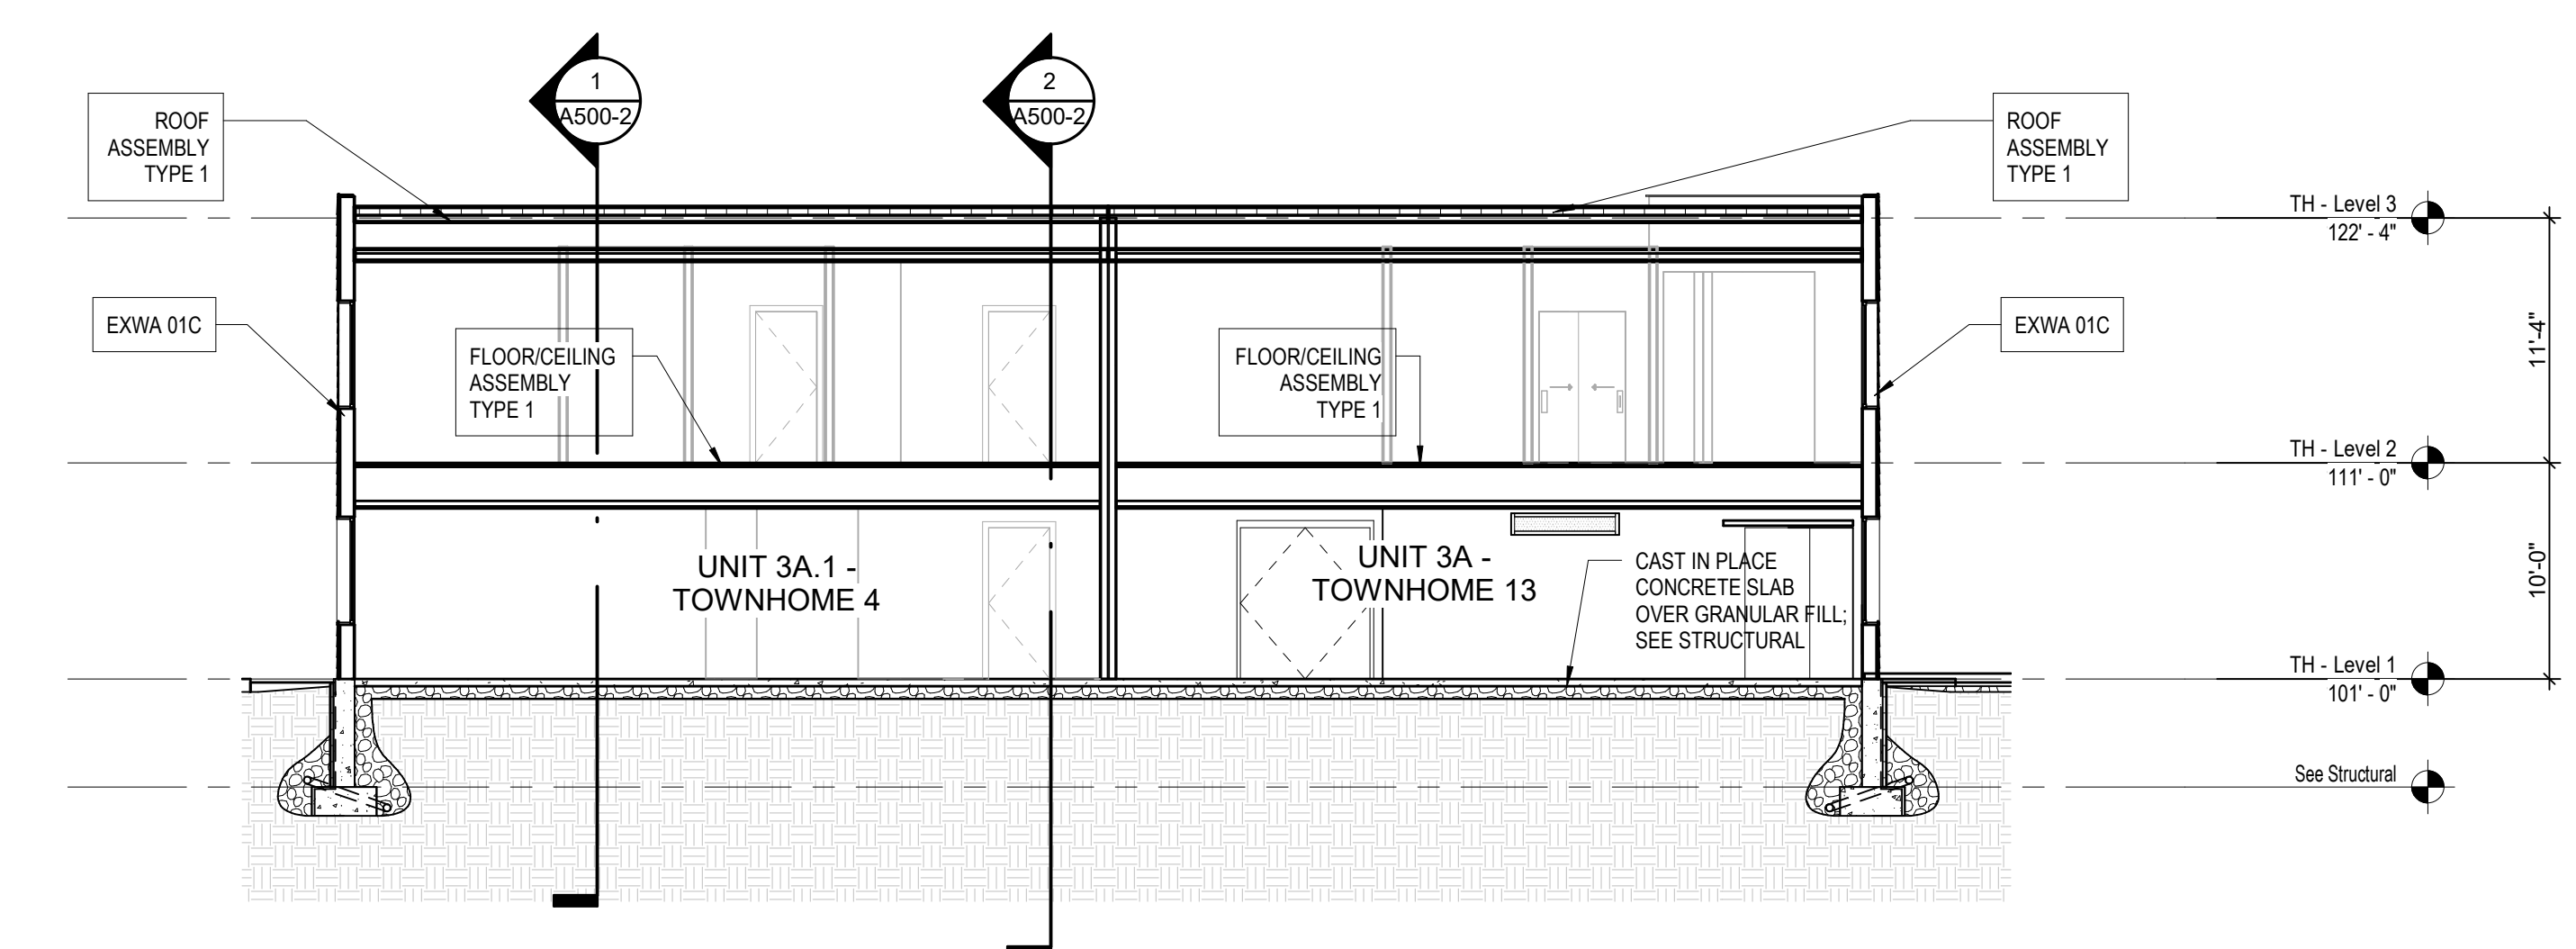 1
A500-2
2
A500-2
ROOF
ASSEMBLY
TYPE 1
ROOF
ASSEMBLY
TYPE 1
TH - Level 3
122' - 4"
EXWA 01C
FLOOR/CEILING
ASSEMBLY
TYPE 1
FLOOR/CEILING
ASSEMBLY
TYPE 1
EXWA 01C
11'-4"
TH - Level 2
111' - 0"
UNIT 3A.1 -
TOWNHOME 4
UNIT 3A -
TOWNHOME 13
CAST IN PLACE
CONCRETE SLAB
OVER GRANULAR FILL;
SEE STRUCTURAL
10'-0"
TH - Level 1
101' - 0"
See Structural